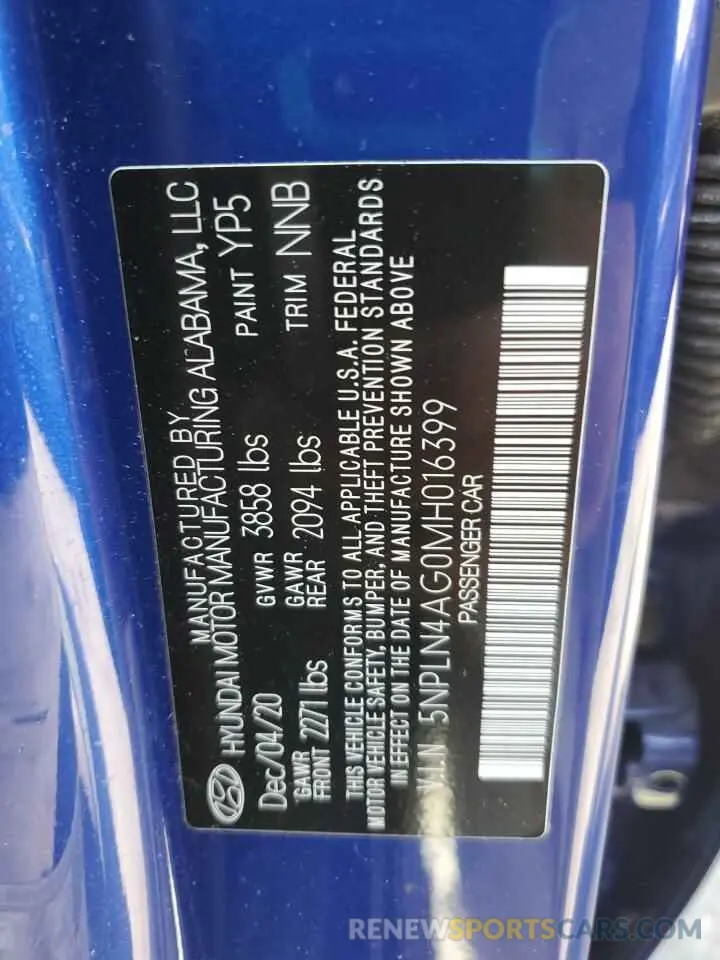 MANUFACTURED BY
HYUNDAI MOTOR MANUFACTURING ALABAMA, LLC
Dec/04/20 GVWR 3858 lbs PAINT YP5
GAWR FRONT 2271 lbs GAWR REAR 2094 lbs TRIM NNB
THIS VEHICLE CONFORMS TO ALL APPLICABLE U.S.A. FEDERAL
MOTOR VEHICLE SAFETY, BUMPER, AND THEFT PREVENTION STANDARDS
IN EFFECT ON THE DATE OF MANUFACTURE SHOWN ABOVE
V.I.N 5NPLN4AG0MH016399
PASSENGER CAR
RENEWSPORTSCARS.COM